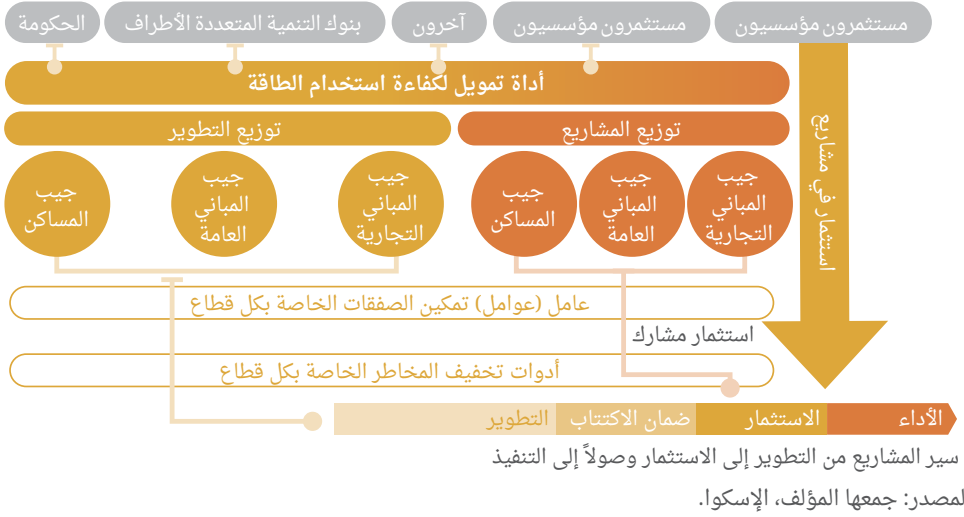 مستثمرون مؤسسيون
مستثمرون مؤسسيون
آخرون
بنوك التنمية المتعددة الأطراف
الحكومة
أداة تمويل لكفاءة استخدام الطاقة
توزيع المشاريع
توزيع التطوير
استثمار في مشاريع
جيب
المباني
التجارية
جيب
المباني
العامة
جيب
المساكن
جيب
المباني
التجارية
جيب
المباني
العامة
جيب
المساكن
عامل (عوامل) تمكين الصفقات الخاصة بكل قطاع
استثمار مشارك
أدوات تخفيف المخاطر الخاصة بكل قطاع
الأداء
الاستثمار
ضمان الاكتتاب
التطوير
سير المشاريع من التطوير إلى الاستثمار وصولاً إلى التنفيذ
لمصدر: جمعها المؤلف، الإسكوا.